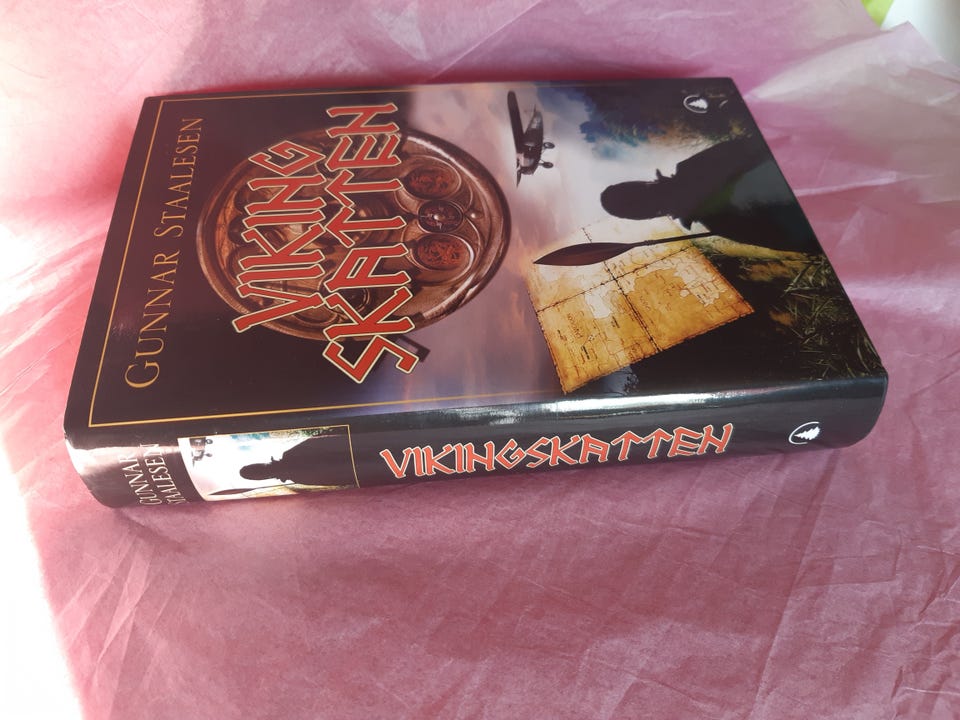 GUNNAR STAALESEN
VIKING
SKATTEN
GUNNAR
STAALESEN
VIKINGSKATTEN